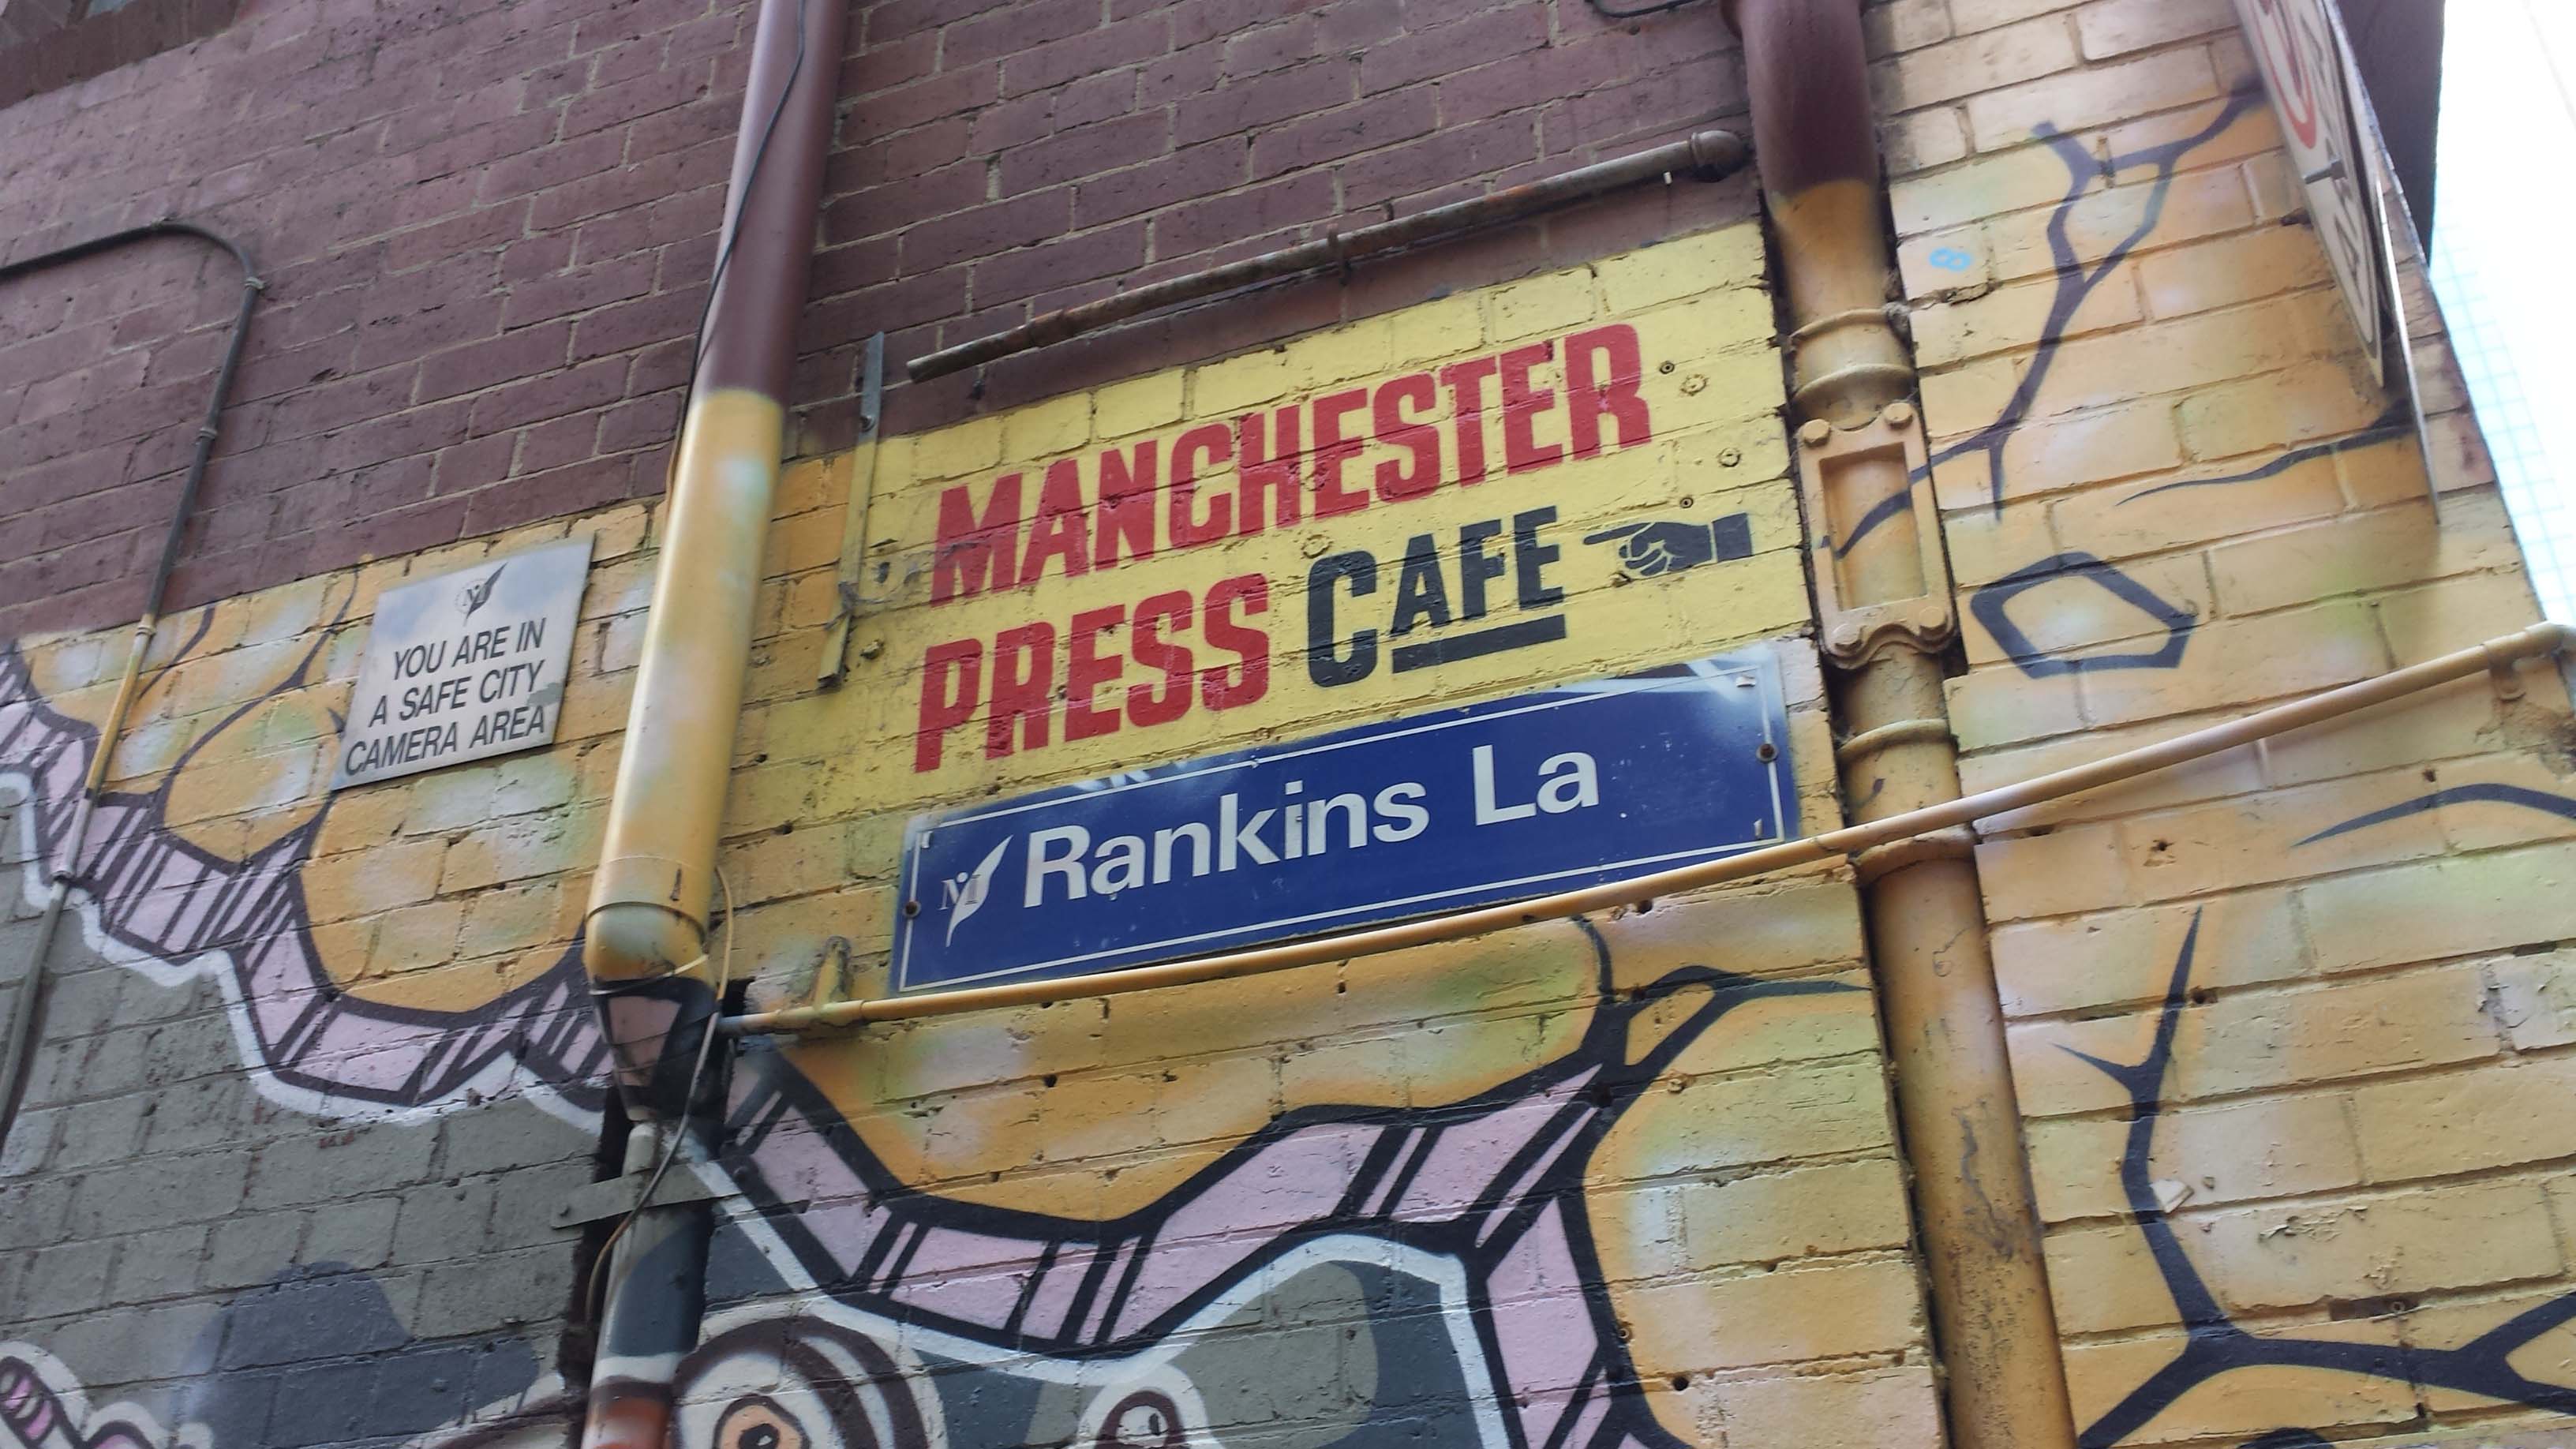 YOU ARE IN
A SAFE CITY
CAMERA AREA
MANCHESTER
PRESS CAFE
Rankins La